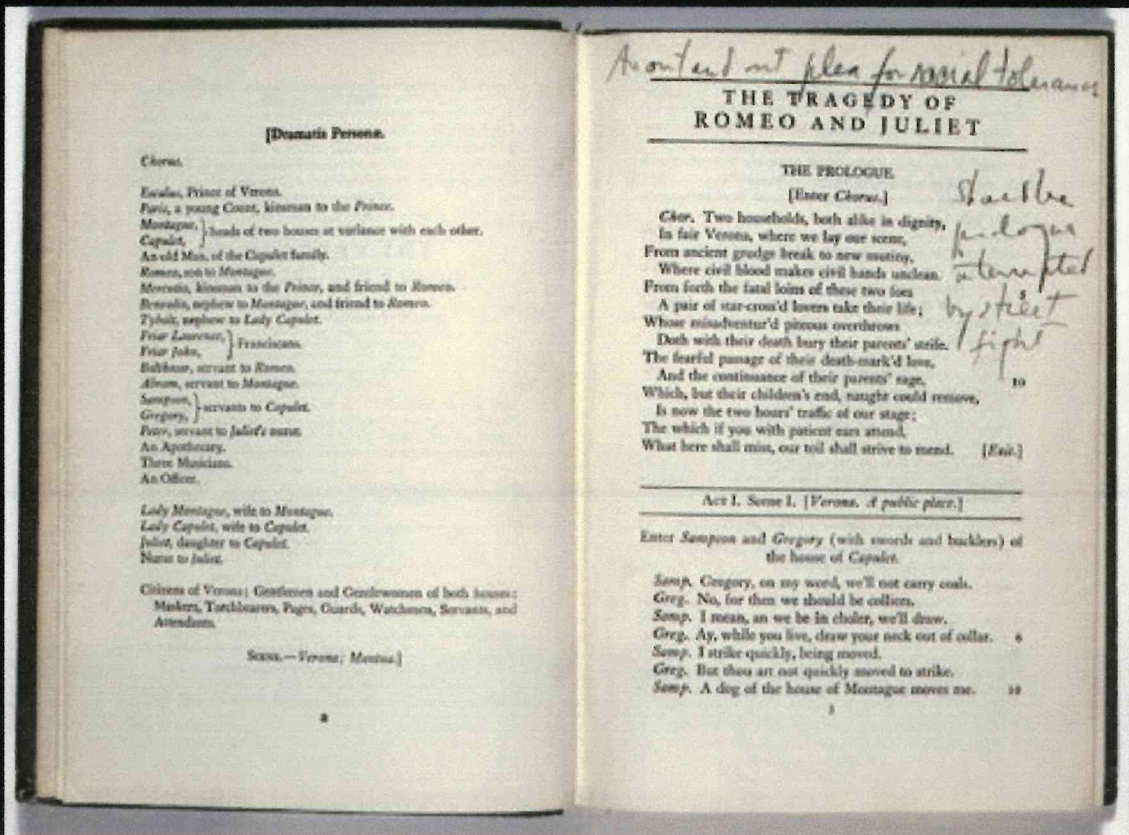 [Dramatis Personæ.
Chorus.
Escalus, Prince of Verona.
Paris, a young Count, kinsman to the Prince.
Montague,
Capulet,
} heads of two houses at variance with each other.
An old Man, of the Capulet family.
Romeo, son to Montague.
Mercutio, kinsman to the Prince, and friend to Romeo.
Benvolio, nephew to Montague, and friend to Romeo.
Tybalt, nephew to Lady Capulet.
Friar Laurence,
Friar John,
} Franciscans.
Balthasar, servant to Romeo.
Abram, servant to Montague.
Sampson,
Gregory,
} servants to Capulet.
Peter, servant to Juliet's nurse.
An Apothecary.
Three Musicians.
An Officer.
Lady Montague, wife to Montague.
Lady Capulet, wife to Capulet.
Juliet, daughter to Capulet.
Nurse to Juliet.
Citizens of Verona; Gentlemen and Gentlewomen of both houses;
Maskers, Torchbearers, Pages, Guards, Watchmen, Servants, and
Attendants.
Scene.—Verona; Mantua.]
2
An out and out plea for racial tolerance
THE TRAGEDY OF
ROMEO AND JULIET
THE PROLOGUE
[Enter Chorus.]
Chor. Two households, both alike in dignity,
In fair Verona, where we lay our scene,
From ancient grudge break to new mutiny,
Where civil blood makes civil hands unclean.
From forth the fatal loins of these two foes 5
A pair of star-cross'd lovers take their life;
Whose misadventur'd piteous overthrows
Doth with their death bury their parents' strife.
The fearful passage of their death-mark'd love,
And the continuance of their parents' rage, 10
Which, but their children's end, naught could remove,
Is now the two hours' traffic of our stage;
The which if you with patient ears attend,
What here shall miss, our toil shall strive to mend. [Exit.]
prologue
interrupted
by street
fight
Act I. Scene I. [Verona. A public place.]
Enter Sampson and Gregory (with swords and bucklers) of
the house of Capulet.
Samp. Gregory, on my word, we'll not carry coals.
Greg. No, for then we should be colliers.
Samp. I mean, an we be in choler, we'll draw.
Greg. Ay, while you live, draw your neck out of collar.
Samp. I strike quickly, being moved.
Greg. But thou art not quickly moved to strike.
Samp. A dog of the house of Montague moves me. 10
3